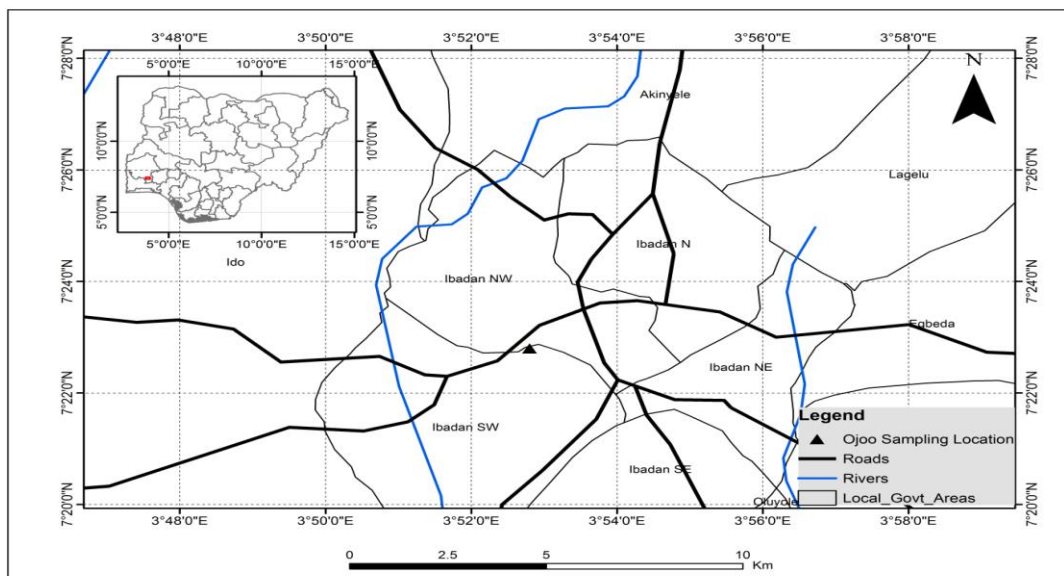 3°48'0"E 3°50'0"E 3°52'0"E 3°54'0"E 3°56'0"E 3°58'0"E
7°28'0"N 7°28'0"N
N
5°0'0"E 10°0'0"E 15°0'0"E
Akinyele
10°0'0"N 10°0'0"N
7°26'0"N 7°26'0"N
Lagelu
5°0'0"N 5°0'0"N
5°0'0"E 10°0'0"E 15°0'0"E
Ibadan N
Ido
7°24'0"N 7°24'0"N
Ibadan NW
Egbeda
Ibadan NE
7°22'0"N 7°22'0"N
Legend
Ibadan SW
Ojoo Sampling Location
Roads
Ibadan SE
Rivers
Oluyole
Local_Govt_Areas
7°20'0"N 7°20'0"N
3°48'0"E 3°50'0"E 3°52'0"E 3°54'0"E 3°56'0"E 3°58'0"E
0 2.5 5 10
Km